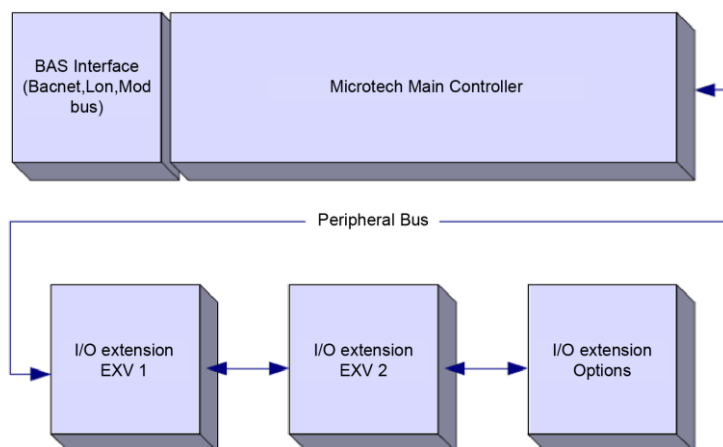 BAS Interface
(Bacnet,Lon,Mod
bus)
Microtech Main Controller
Peripheral Bus
I/O extension
EXV 1
I/O extension
EXV 2
I/O extension
Options